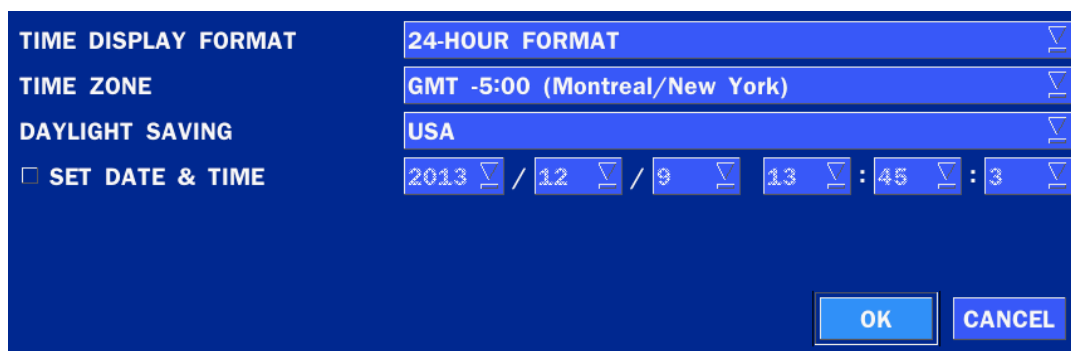 TIME DISPLAY FORMAT 24-HOUR FORMAT
TIME ZONE GMT -5:00 (Montreal/New York)
DAYLIGHT SAVING USA
SET DATE & TIME 2013 / 12 / 9 13 : 45 : 3
OK CANCEL